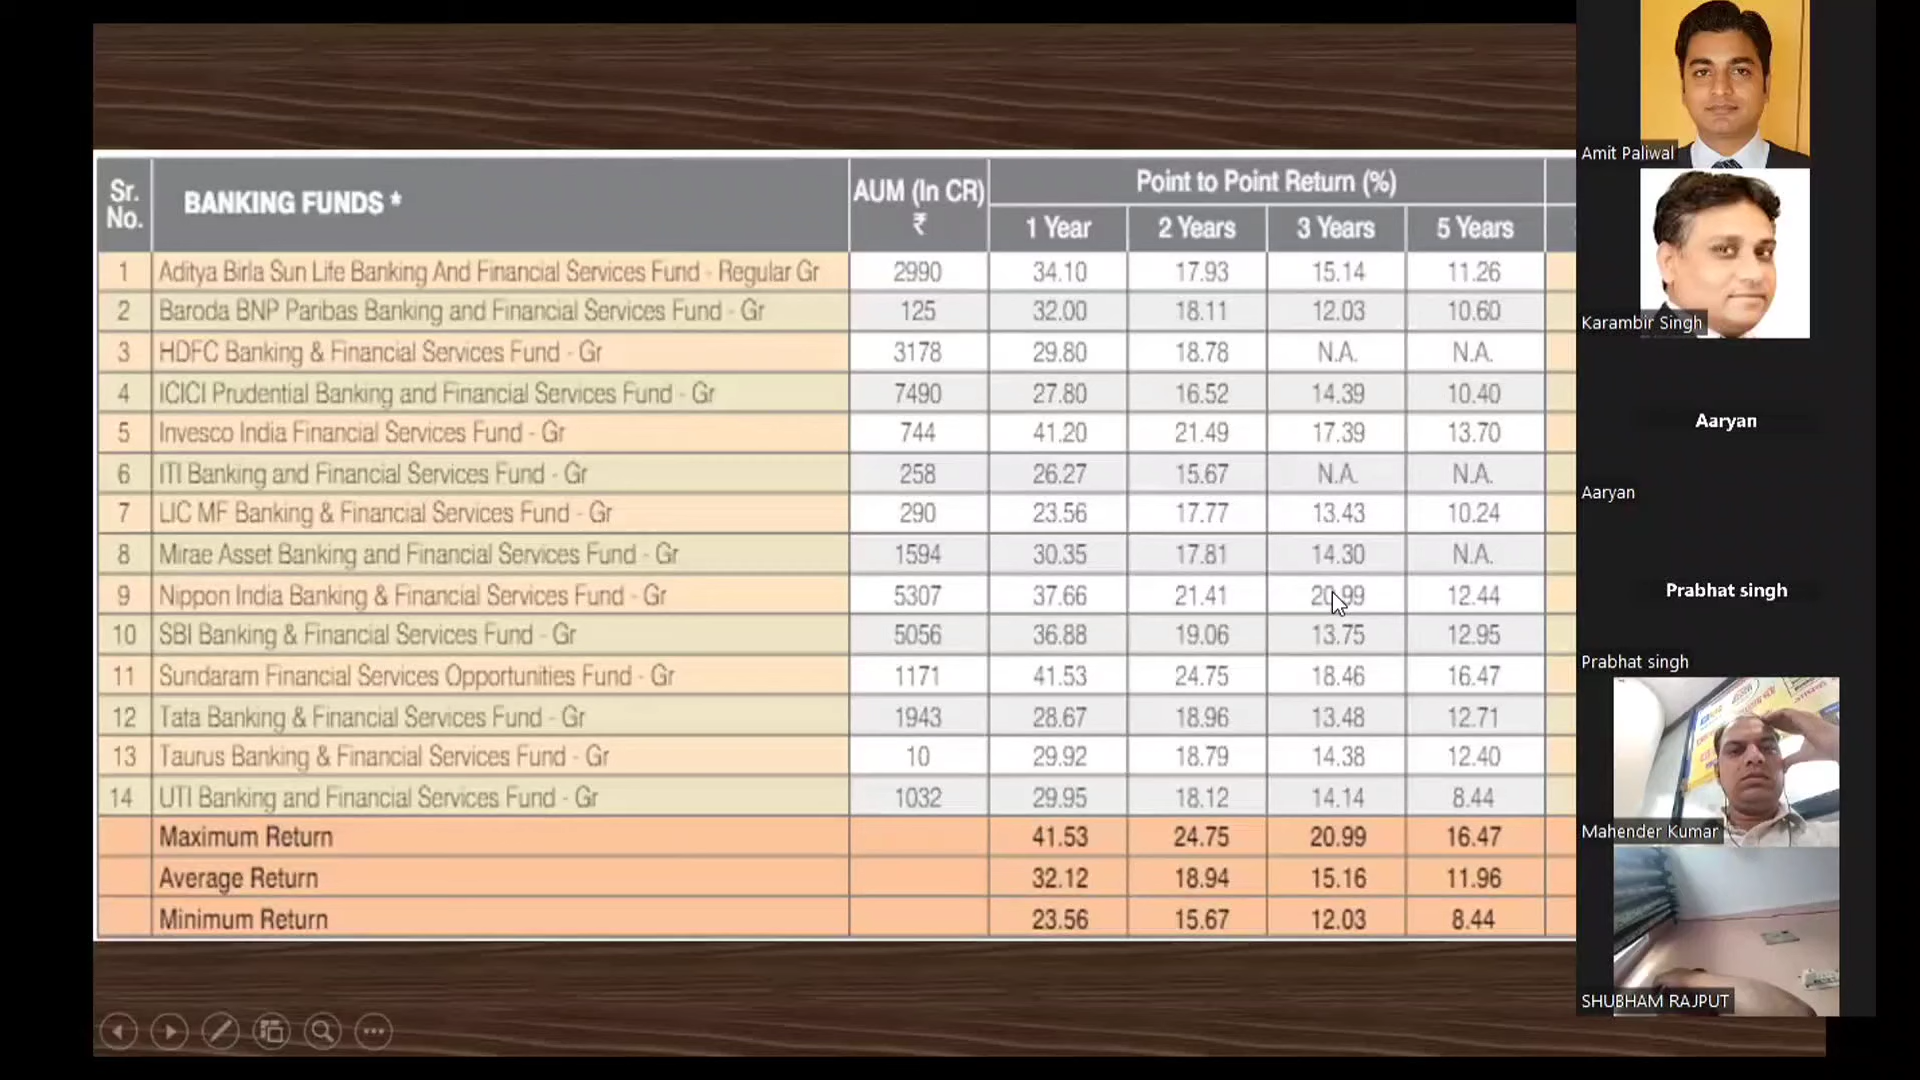 Sr. No. BANKING FUNDS * AUM (In CR) ₹ Point to Point Return (%)
1 Year 2 Years 3 Years 5 Years
1 Aditya Birla Sun Life Banking And Financial Services Fund - Regular Gr 2990 34.10 17.93 15.14 11.26
2 Baroda BNP Paribas Banking and Financial Services Fund - Gr 125 32.00 18.11 12.03 10.60
3 HDFC Banking & Financial Services Fund - Gr 3178 29.80 18.78 N.A. N.A.
4 ICICI Prudential Banking and Financial Services Fund - Gr 7490 27.80 16.52 14.39 10.40
5 Invesco India Financial Services Fund - Gr 744 41.20 21.49 17.39 13.70
6 ITI Banking and Financial Services Fund - Gr 258 26.27 15.67 N.A. N.A.
7 LIC MF Banking & Financial Services Fund - Gr 290 23.56 17.77 13.43 10.24
8 Mirae Asset Banking and Financial Services Fund - Gr 1594 30.35 17.81 14.30 N.A.
9 Nippon India Banking & Financial Services Fund - Gr 5307 37.66 21.41 20.99 12.44
10 SBI Banking & Financial Services Fund - Gr 5056 36.88 19.06 13.75 12.95
11 Sundaram Financial Services Opportunities Fund - Gr 1171 41.53 24.75 18.46 16.47
12 Tata Banking & Financial Services Fund - Gr 1943 28.67 18.96 13.48 12.71
13 Taurus Banking & Financial Services Fund - Gr 10 29.92 18.79 14.38 12.40
14 UTI Banking and Financial Services Fund - Gr 1032 29.95 18.12 14.14 8.44
Maximum Return 41.53 24.75 20.99 16.47
Average Return 32.12 18.94 15.16 11.96
Minimum Return 23.56 15.67 12.03 8.44
Amit Paliwal
Karambir Singh
Aaryan
Aaryan
Prabhat singh
Prabhat singh
Mahender Kumar
SHUBHAM RAJPUT